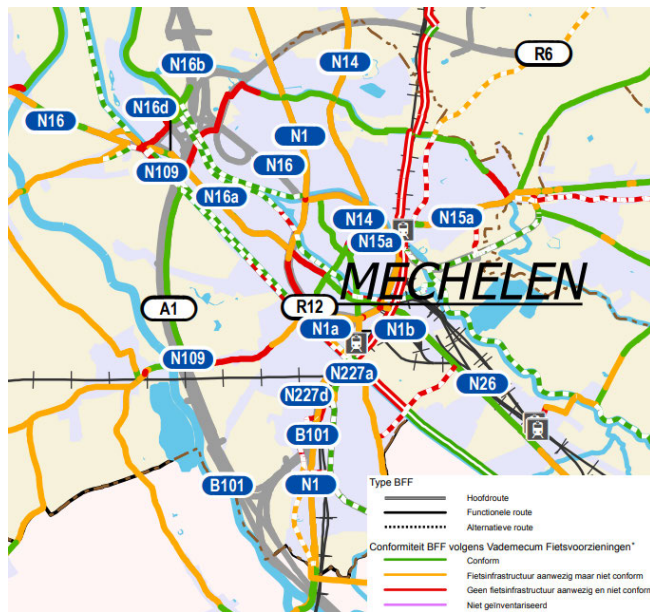 R6
N16b
N14
N16d
N16
N1
N16
N109
N16a
N14
N15a
N15a
MECHELEN
A1
R12
N1a
N1b
N109
N227a
N26
N227d
B101
B101
N1
Type BFF
Hoofdroute
Functionele route
Alternatieve route
Conformiteit BFF volgens Vademecum Fietsvoorzieningen*
Conform
Fietsinfrastructuur aanwezig maar niet conform
Geen fietsinfrastructuur aanwezig en niet conform
Niet geïnventariseerd